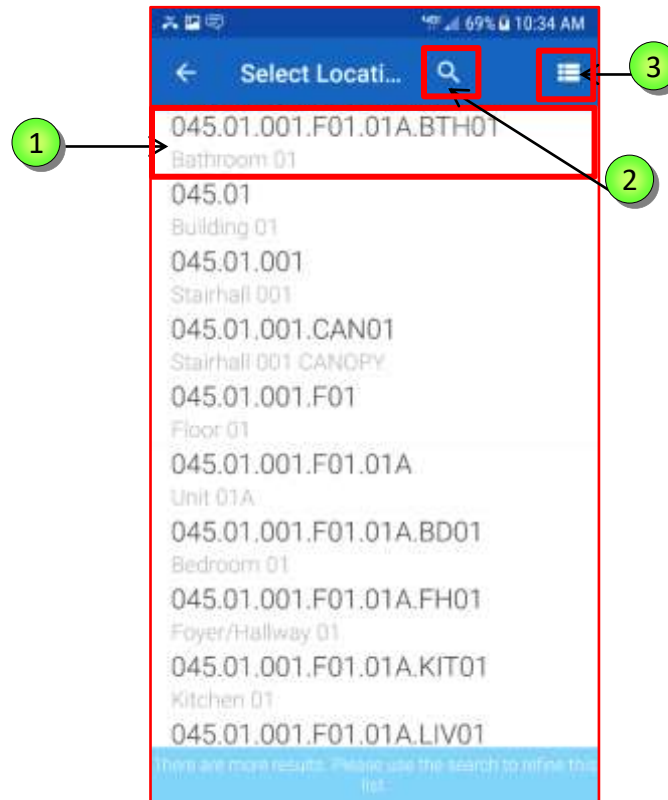 69% 10:34 AM
Select Locati...
3
045.01.001.F01.01A.BTH01
Bathroom 01
1
2
045.01
Building 01
045.01.001
Stairhall 001
045.01.001.CAN01
Stairhall 001 CANOPY
045.01.001.F01
Floor 01
045.01.001.F01.01A
Unit 01A
045.01.001.F01.01A.BD01
Bedroom 01
045.01.001.F01.01A.FH01
Foyer/Hallway 01
045.01.001.F01.01A.KIT01
Kitchen 01
045.01.001.F01.01A.LIV01
There are more results. Please use the search to refine this
list.